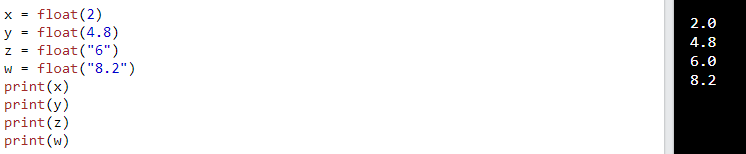 x = float(2)
y = float(4.8)
z = float("6")
w = float("8.2")
print(x)
print(y)
print(z)
print(w)
2.0
4.8
6.0
8.2